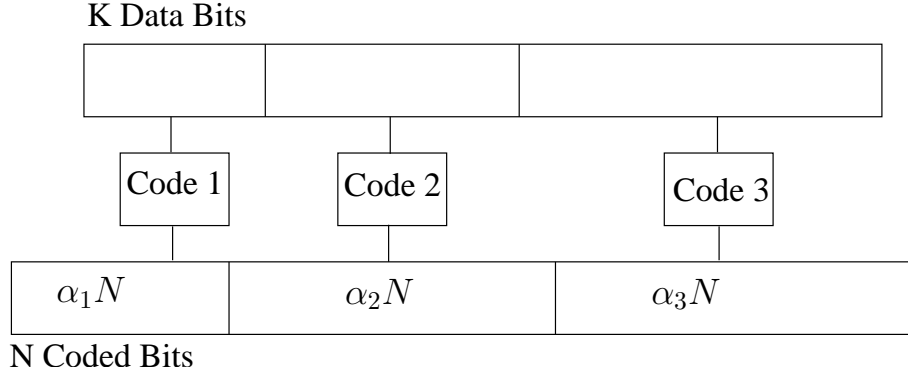 K Data Bits
Code 1
Code 2
Code 3
α₁N
α₂N
α₃N
N Coded Bits